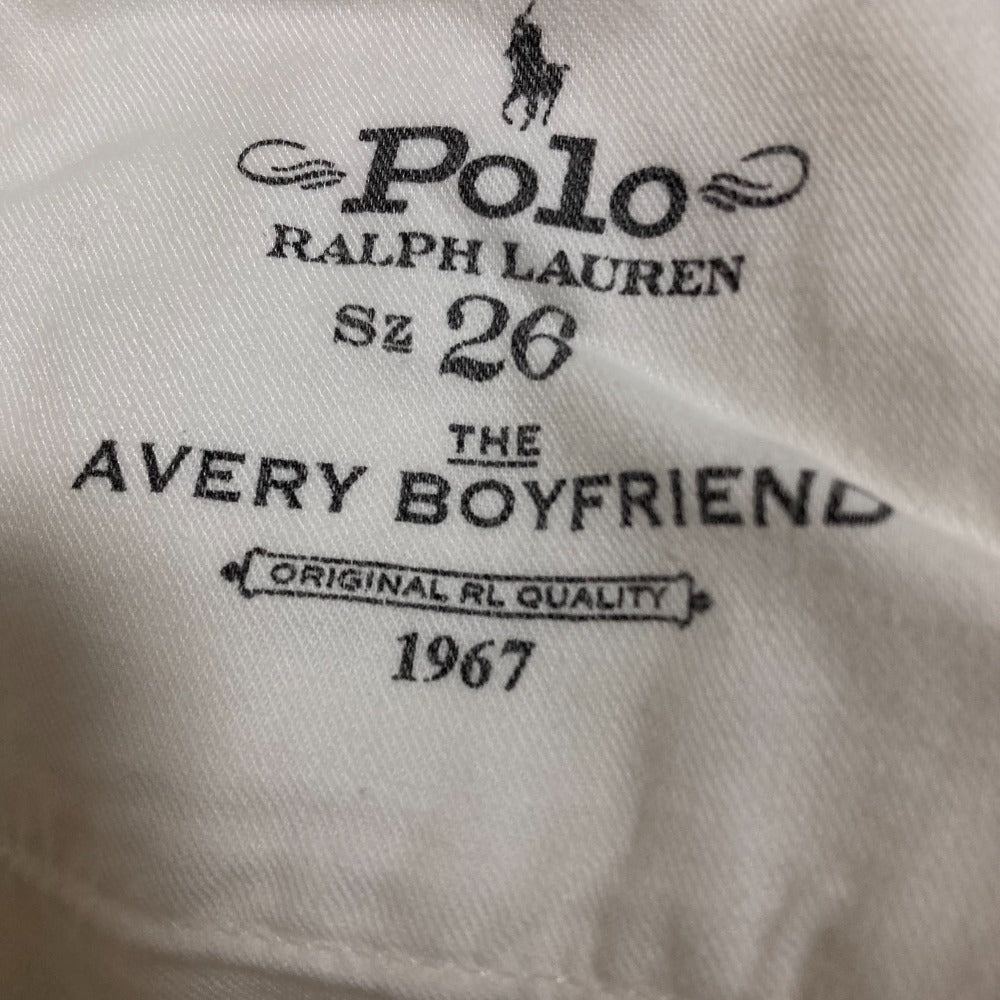 Polo
RALPH LAUREN
Sz 26
THE
AVERY BOYFRIEND
ORIGINAL RL QUALITY
1967